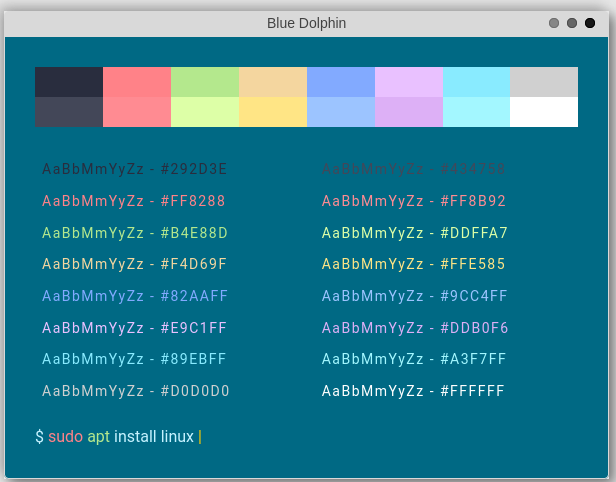 Blue Dolphin
AaBbMmYyZz - #292D3E
AaBbMmYyZz - #434758
AaBbMmYyZz - #FF8288
AaBbMmYyZz - #FF8B92
AaBbMmYyZz - #B4E88D
AaBbMmYyZz - #DDFFA7
AaBbMmYyZz - #F4D69F
AaBbMmYyZz - #FFE585
AaBbMmYyZz - #82AAFF
AaBbMmYyZz - #9CC4FF
AaBbMmYyZz - #E9C1FF
AaBbMmYyZz - #DDB0F6
AaBbMmYyZz - #89EBFF
AaBbMmYyZz - #A3F7FF
AaBbMmYyZz - #D0D0D0
AaBbMmYyZz - #FFFFFF
$ sudo apt install linux |